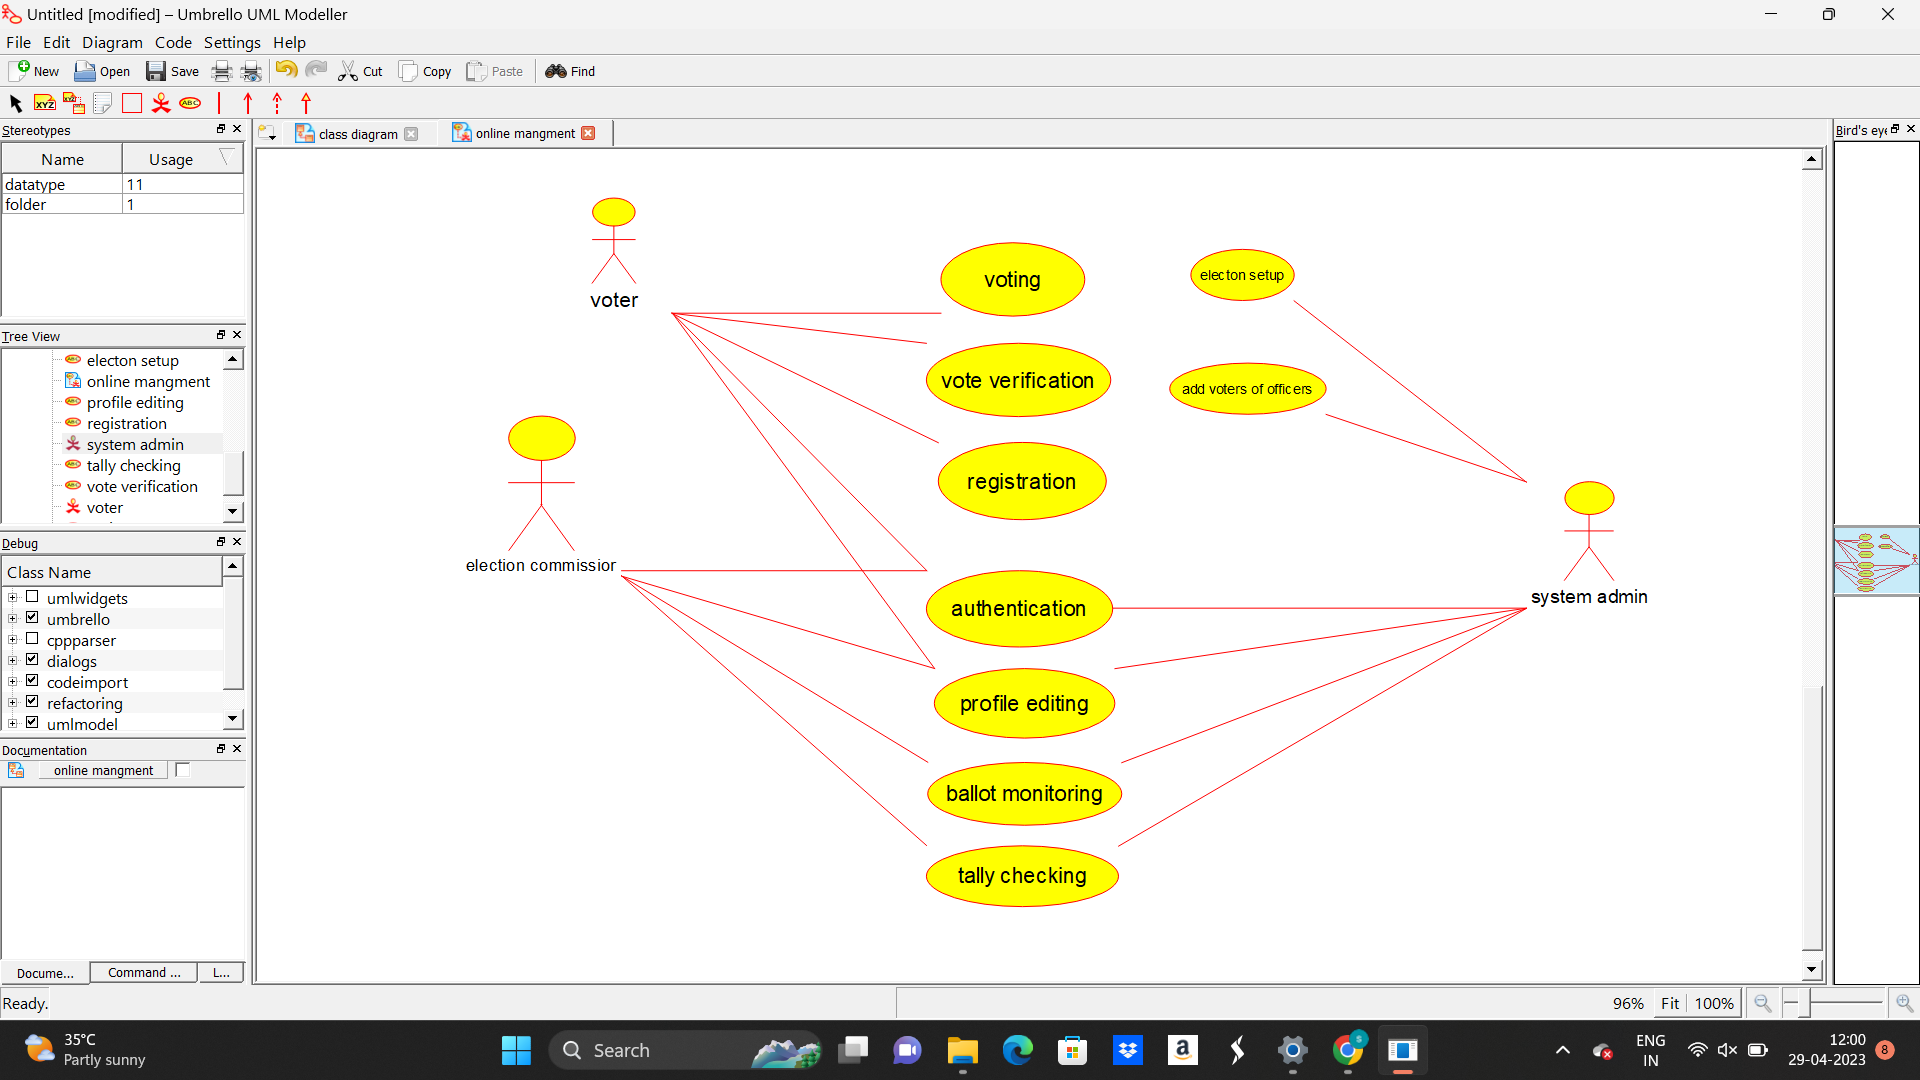 Untitled [modified] – Umbrello UML Modeller
File Edit Diagram Code Settings Help
New Open Save Cut Copy Paste Find
XYZ XYZ ABC
Stereotypes
Name Usage
datatype 11
folder 1
Tree View
electon setup
online mangment
profile editing
registration
system admin
tally checking
vote verification
voter
Debug
Class Name
umlwidgets
umbrello
cppparser
dialogs
codeimport
refactoring
umlmodel
Documentation
online mangment
Docume... Command ... L...
class diagram
online mangment
voter
election commissior
voting
vote verification
registration
authentication
profile editing
ballot monitoring
tally checking
electon setup
add voters of officers
system admin
Bird's eye
Ready.
96% Fit 100%
35°C
Partly sunny
Search
a
S
ENG
IN
12:00
29-04-2023
8